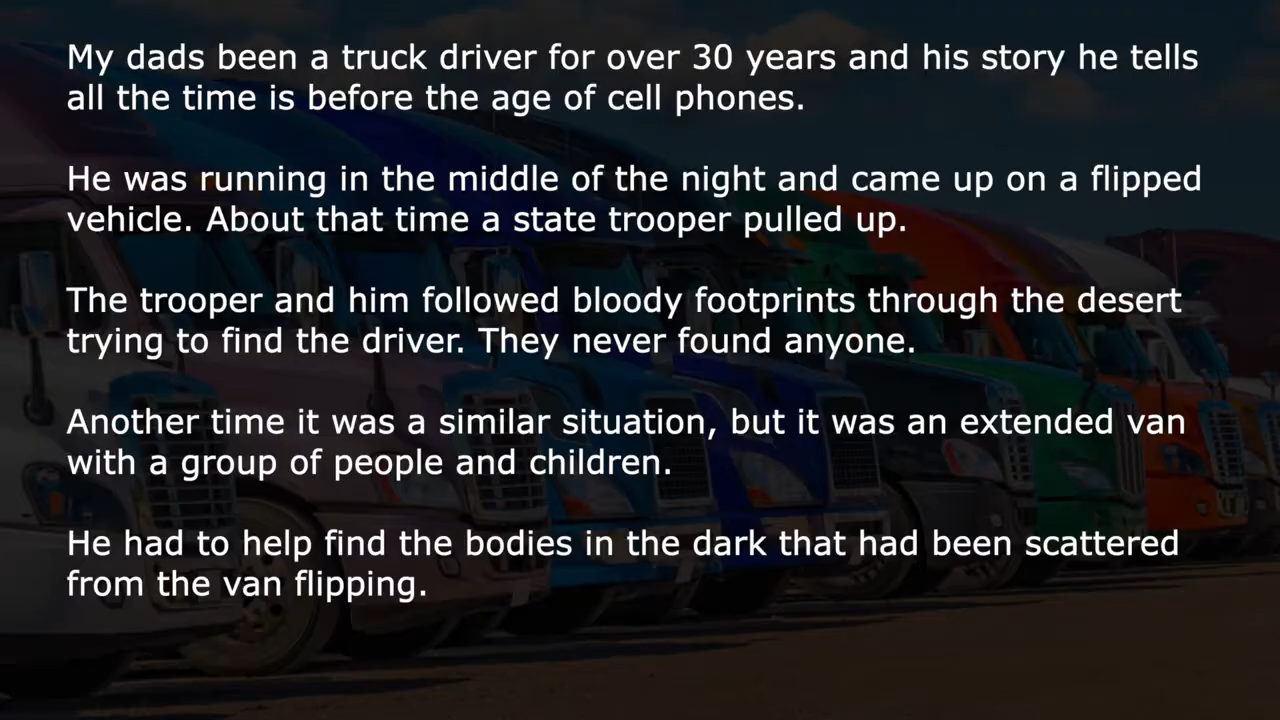 My dads been a truck driver for over 30 years and his story he tells
all the time is before the age of cell phones.
He was running in the middle of the night and came up on a flipped
vehicle. About that time a state trooper pulled up.
The trooper and him followed bloody footprints through the desert
trying to find the driver. They never found anyone.
Another time it was a similar situation, but it was an extended van
with a group of people and children.
He had to help find the bodies in the dark that had been scattered
from the van flipping.